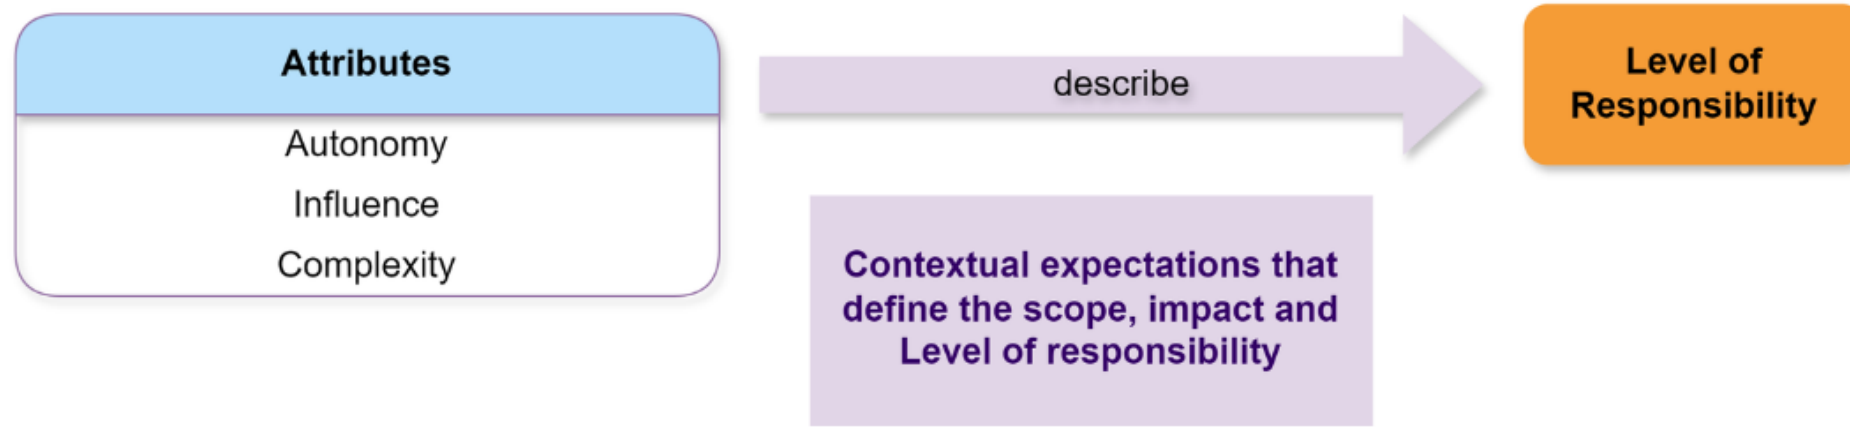 Attributes
Autonomy
Influence
Complexity
describe
Contextual expectations that
define the scope, impact and
Level of responsibility
Level of
Responsibility